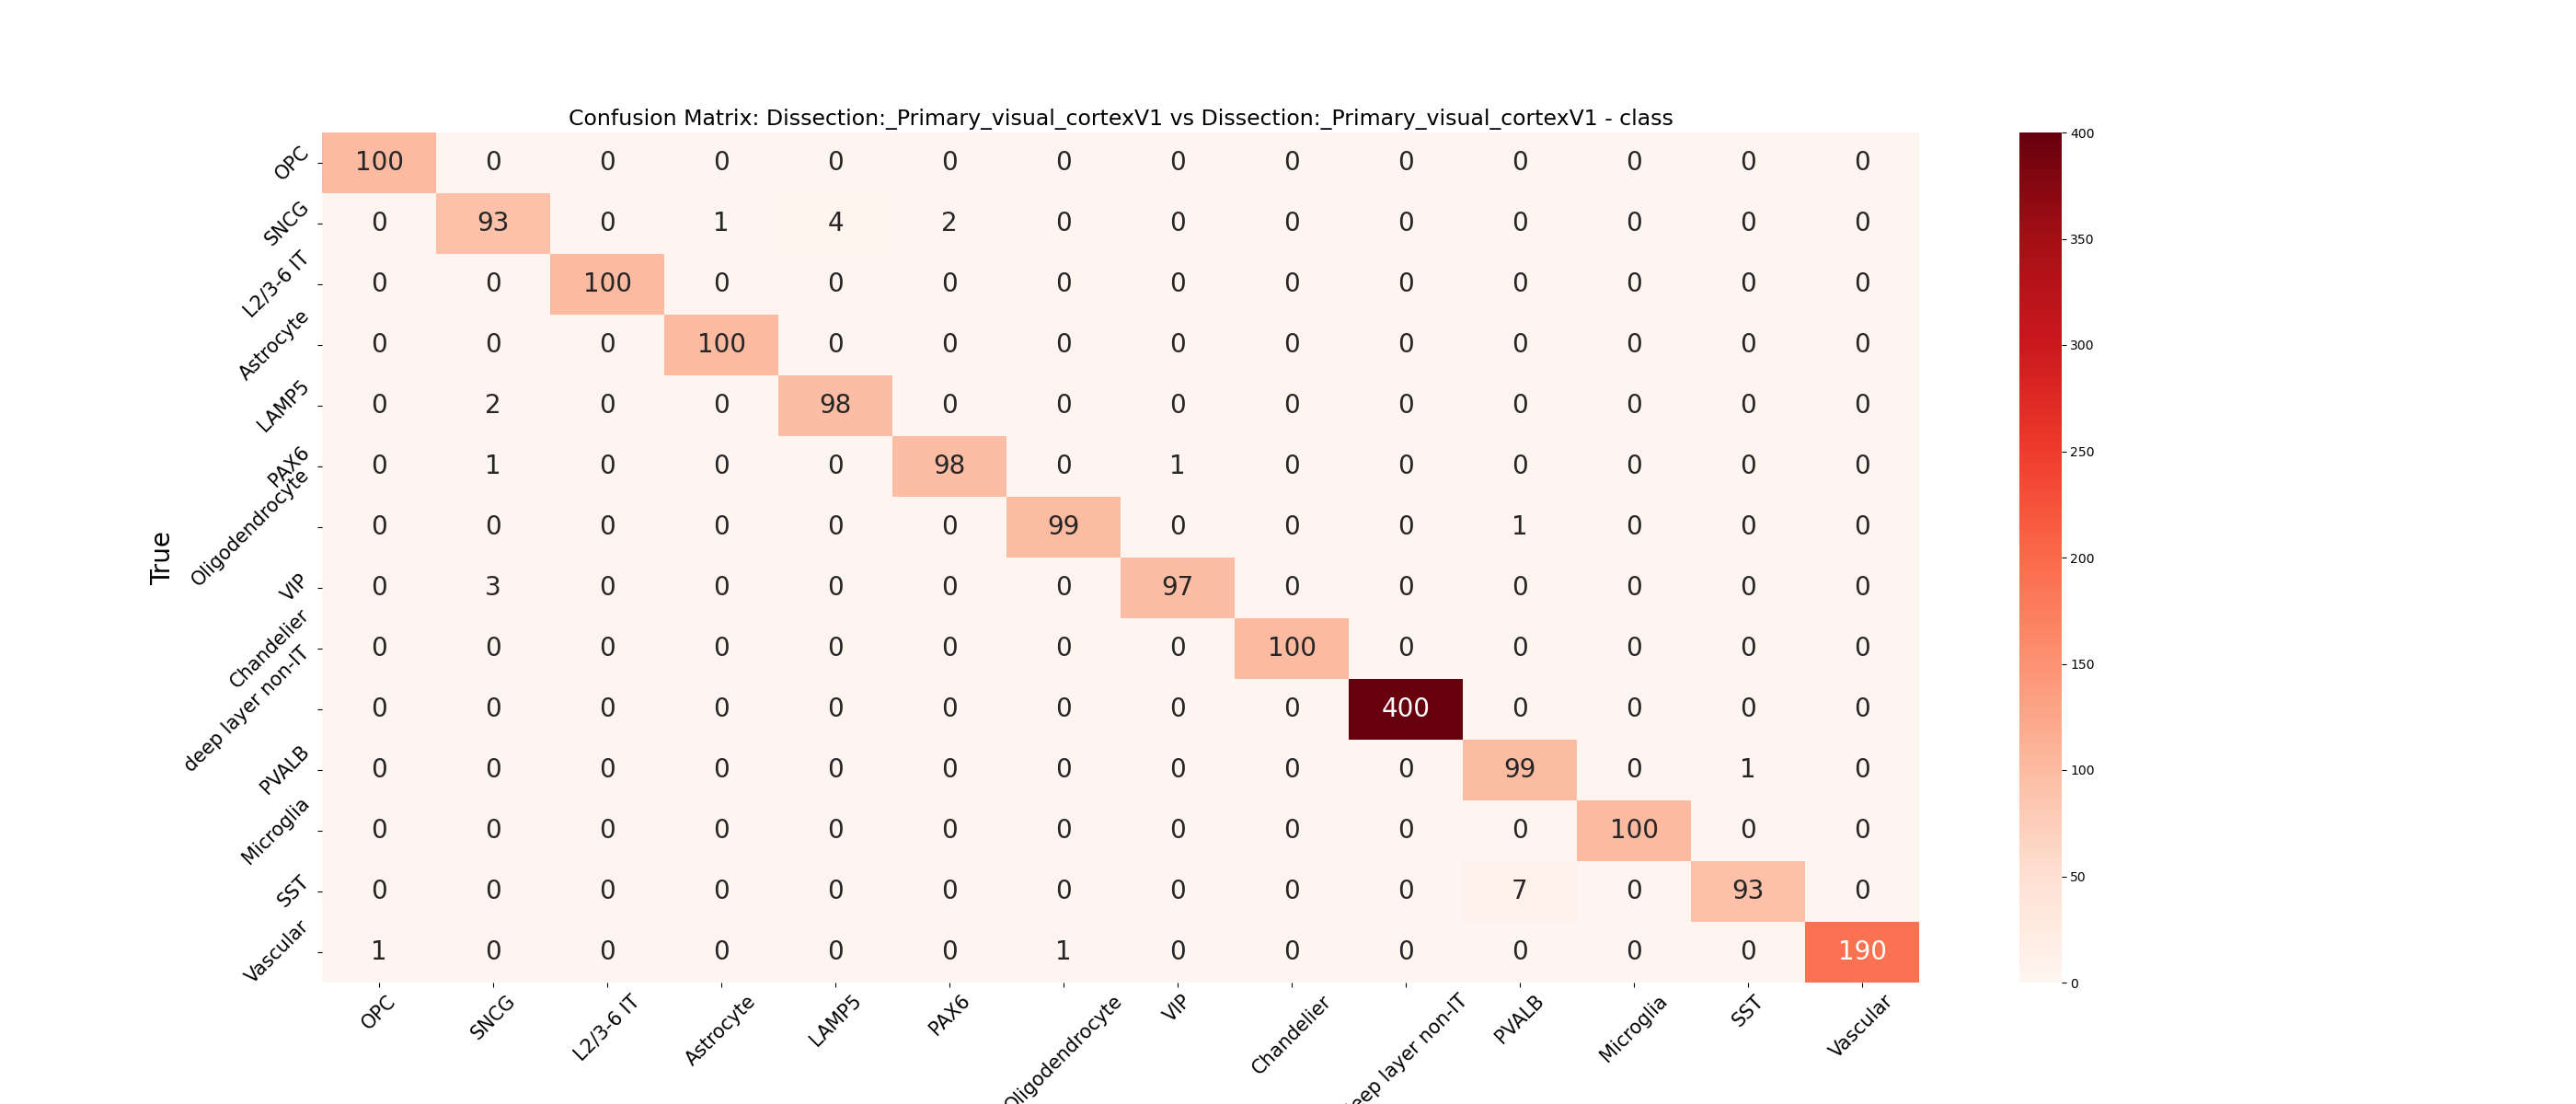 Confusion Matrix: Dissection:_Primary_visual_cortexV1 vs Dissection:_Primary_visual_cortexV1 - class
OPC 100 0 0 0 0 0 0 0 0 0 0 0 0 0
SNCG 0 93 0 1 4 2 0 0 0 0 0 0 0 0
L2/3-6 IT 0 0 100 0 0 0 0 0 0 0 0 0 0 0
Astrocyte 0 0 0 100 0 0 0 0 0 0 0 0 0 0
LAMP5 0 2 0 0 98 0 0 0 0 0 0 0 0 0
PAX6 0 1 0 0 0 98 0 1 0 0 0 0 0 0
Oligodendrocyte 0 0 0 0 0 0 99 0 0 0 1 0 0 0
VIP 0 3 0 0 0 0 0 97 0 0 0 0 0 0
Chandelier 0 0 0 0 0 0 0 0 100 0 0 0 0 0
deep layer non-IT 0 0 0 0 0 0 0 0 0 400 0 0 0 0
PVALB 0 0 0 0 0 0 0 0 0 0 99 0 1 0
Microglia 0 0 0 0 0 0 0 0 0 0 0 100 0 0
SST 0 0 0 0 0 0 0 0 0 0 7 0 93 0
Vascular 1 0 0 0 0 0 1 0 0 0 0 0 0 190
True
OPC SNCG L2/3-6 IT Astrocyte LAMP5 PAX6 Oligodendrocyte VIP Chandelier eep layer non-IT PVALB Microglia SST Vascular
400
350
300
250
200
150
100
50
0